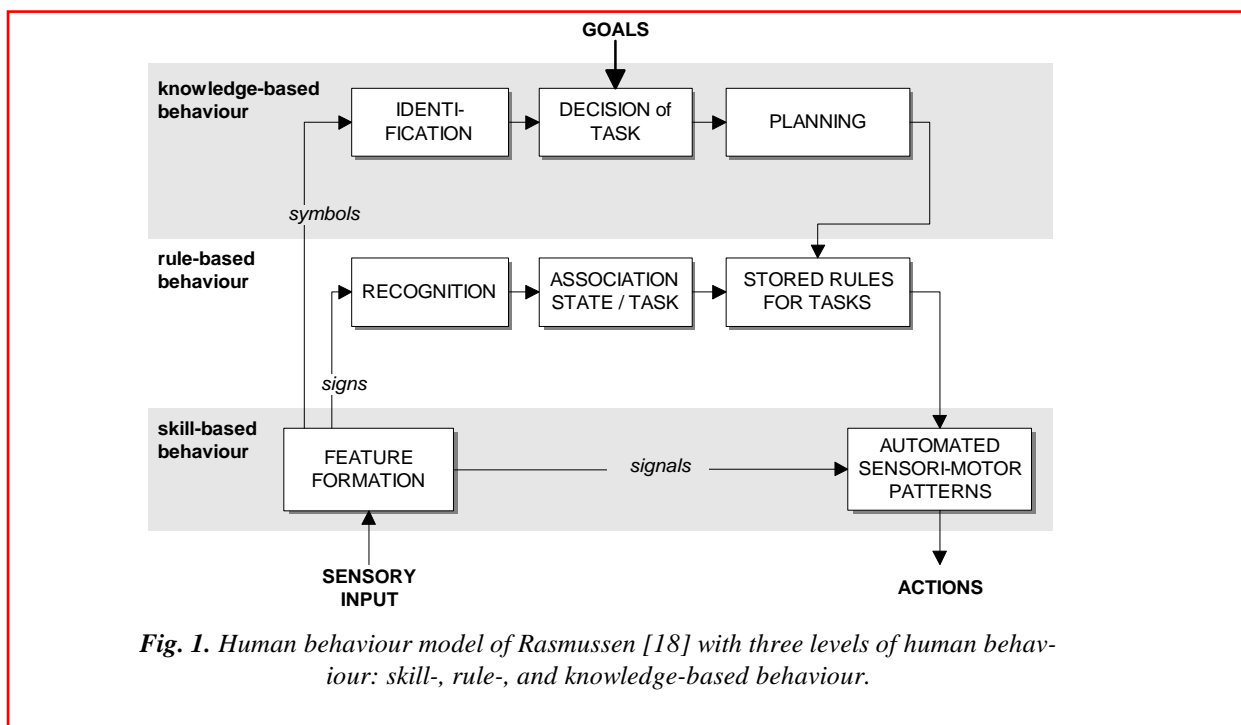 GOALS
knowledge-based
behaviour
IDENTI-
FICATION
DECISION of
TASK
PLANNING
symbols
rule-based
behaviour
RECOGNITION
ASSOCIATION
STATE / TASK
STORED RULES
FOR TASKS
signs
skill-based
behaviour
FEATURE
FORMATION
signals
AUTOMATED
SENSORI-MOTOR
PATTERNS
SENSORY
INPUT
ACTIONS
Fig. 1. Human behaviour model of Rasmussen [18] with three levels of human behav-
iour: skill-, rule-, and knowledge-based behaviour.